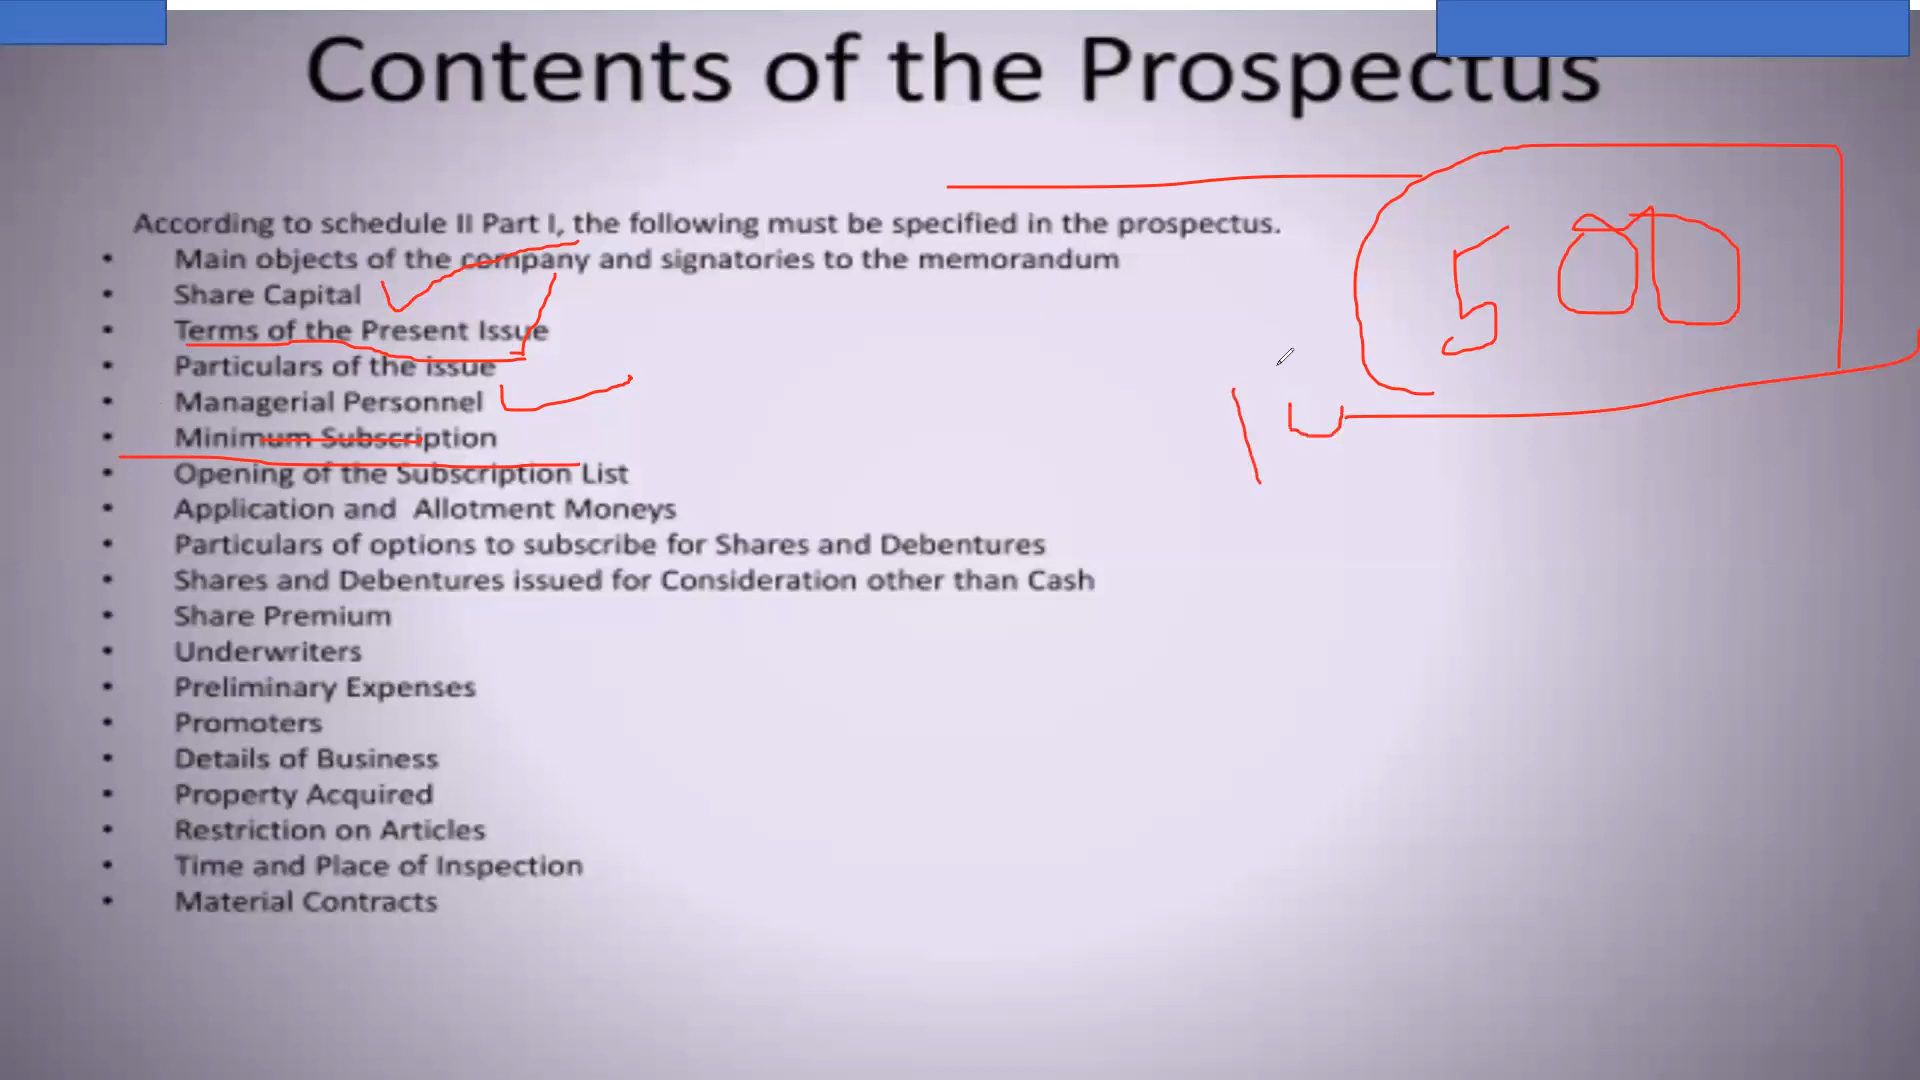 Contents of the Prospectus
According to schedule II Part I, the following must be specified in the prospectus.
• Main objects of the company and signatories to the memorandum
• Share Capital
• Terms of the Present Issue
• Particulars of the issue
• Managerial Personnel
• Minimum Subscription
• Opening of the Subscription List
• Application and Allotment Moneys
• Particulars of options to subscribe for Shares and Debentures
• Shares and Debentures issued for Consideration other than Cash
• Share Premium
• Underwriters
• Preliminary Expenses
• Promoters
• Details of Business
• Property Acquired
• Restriction on Articles
• Time and Place of Inspection
• Material Contracts
500